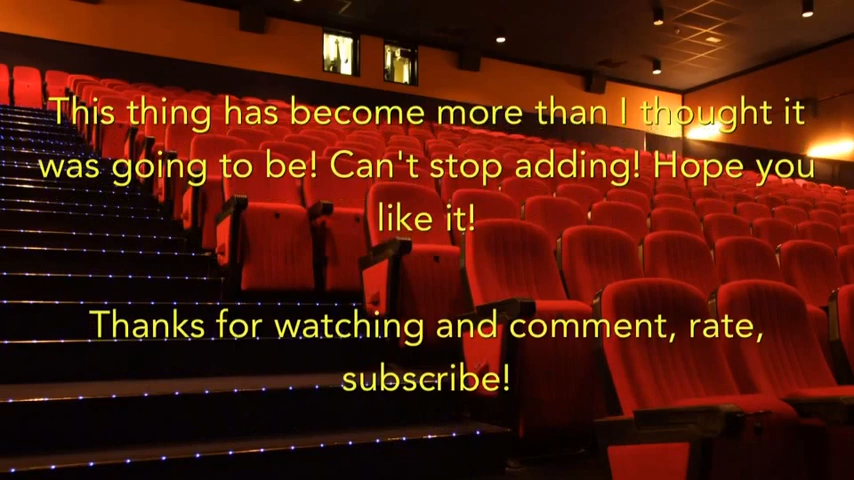 This thing has become more than I thought it
was going to be! Can't stop adding! Hope you
like it!
Thanks for watching and comment, rate,
subscribe!